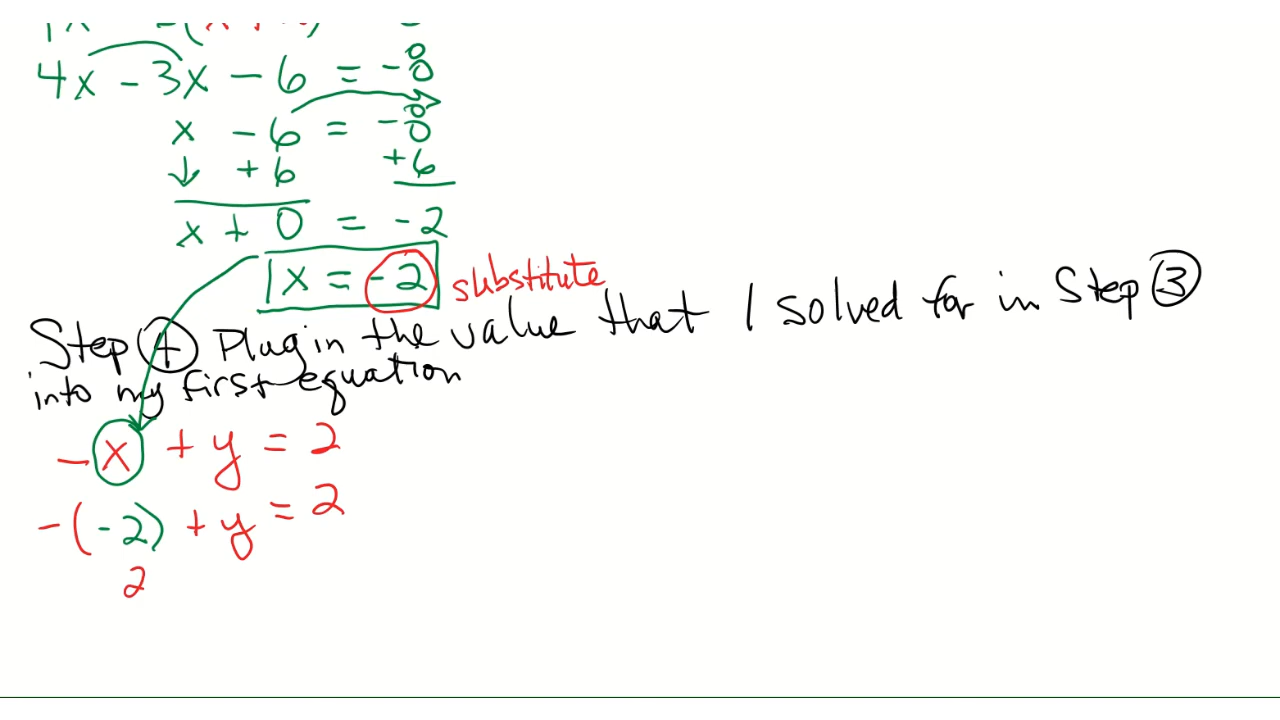 4x - 3x - 6 = -8
x - 6 = -8
↓ + 6 +6
x + 0 = -2
x = -2 substitute
Step 4 Plug in the value that I solved for in Step 3
into my first equation
-x + y = 2
-(-2) + y = 2
2